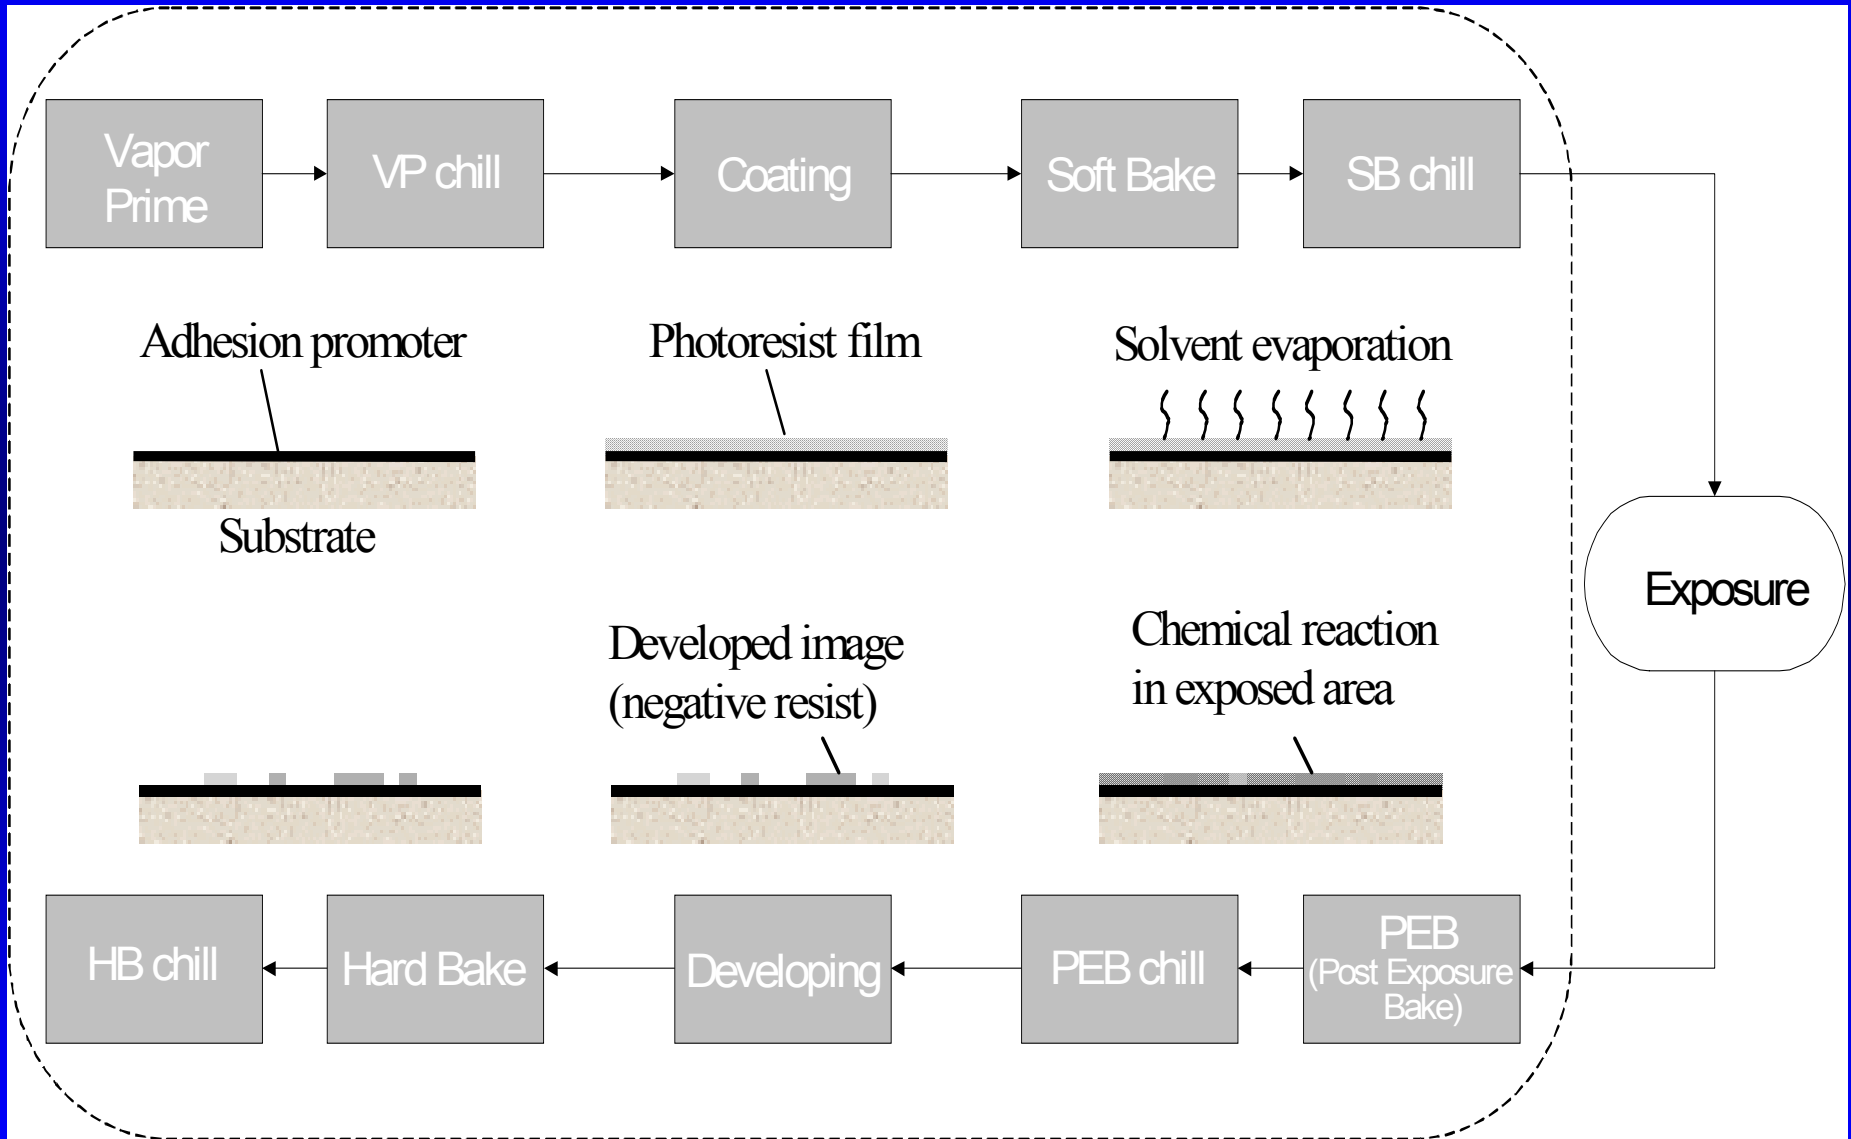 Vapor
Prime
VP chill
Coating
Soft Bake
SB chill
Adhesion promoter
Photoresist film
Solvent evaporation
Substrate
Exposure
Developed image
(negative resist)
Chemical reaction
in exposed area
HB chill
Hard Bake
Developing
PEB chill
PEB
(Post Exposure
Bake)